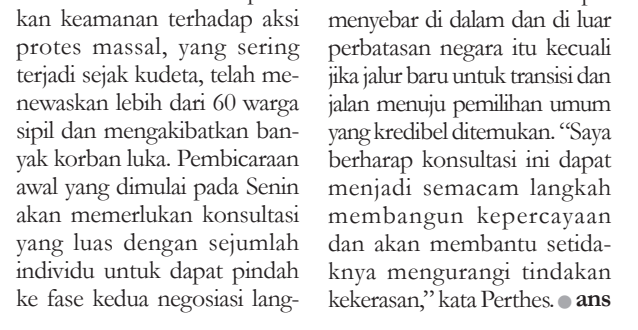 kan keamanan terhadap aksi
protes massal, yang sering
terjadi sejak kudeta, telah me-
newaskan lebih dari 60 warga
sipil dan mengakibatkan ban-
yak korban luka. Pembicaraan
awal yang dimulai pada Senin
akan memerlukan konsultasi
yang luas dengan sejumlah
individu untuk dapat pindah
ke fase kedua negosiasi lang-
menyebar di dalam dan di luar
perbatasan negara itu kecuali
jika jalur baru untuk transisi dan
jalan menuju pemilihan umum
yang kredibel ditemukan. “Saya
berharap konsultasi ini dapat
menjadi semacam langkah
membangun kepercayaan
dan akan membantu setida-
knya mengurangi tindakan
kekerasan,” kata Perthes. ● ans